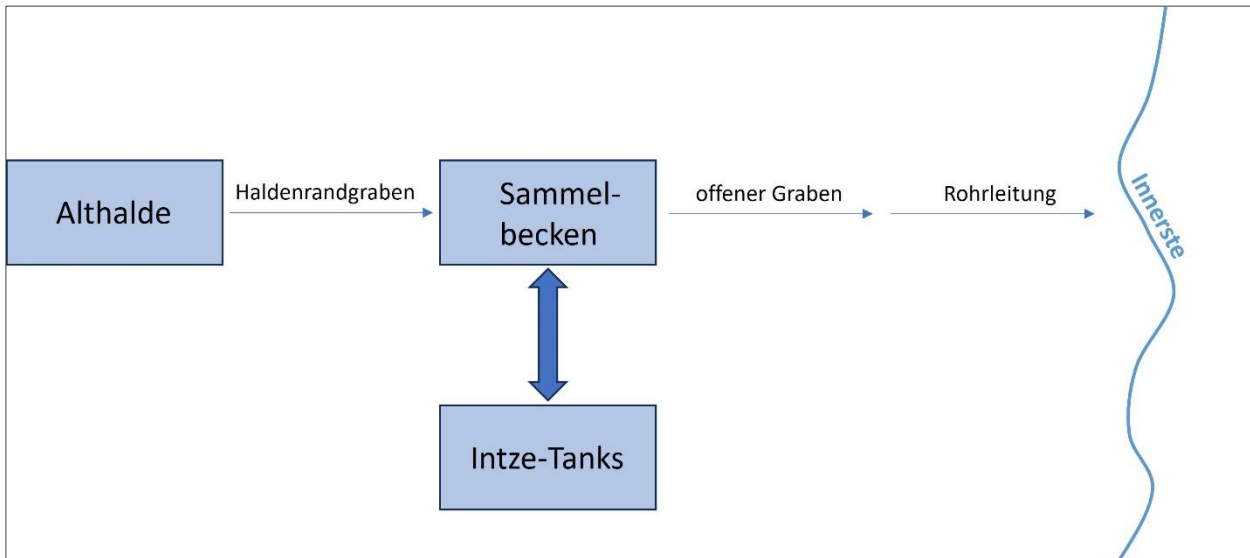 Althalde
Haldenrandgraben
Sammel-
becken
offener Graben
Rohrleitung
Innerste
Intze-Tanks